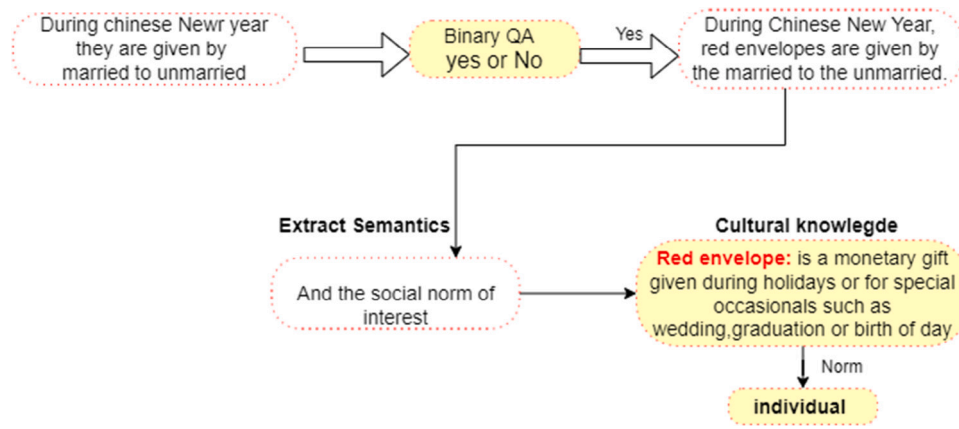 During chinese Newr year
they are given by
married to unmarried
Binary QA
yes or No
Yes
During Chinese New Year,
red envelopes are given by
the married to the unmarried.
Extract Semantics
And the social norm of
interest
Cultural knowlegde
Red envelope: is a monetary gift
given during holidays or for special
occasionals such as
wedding,graduation or birth of day
Norm
individual